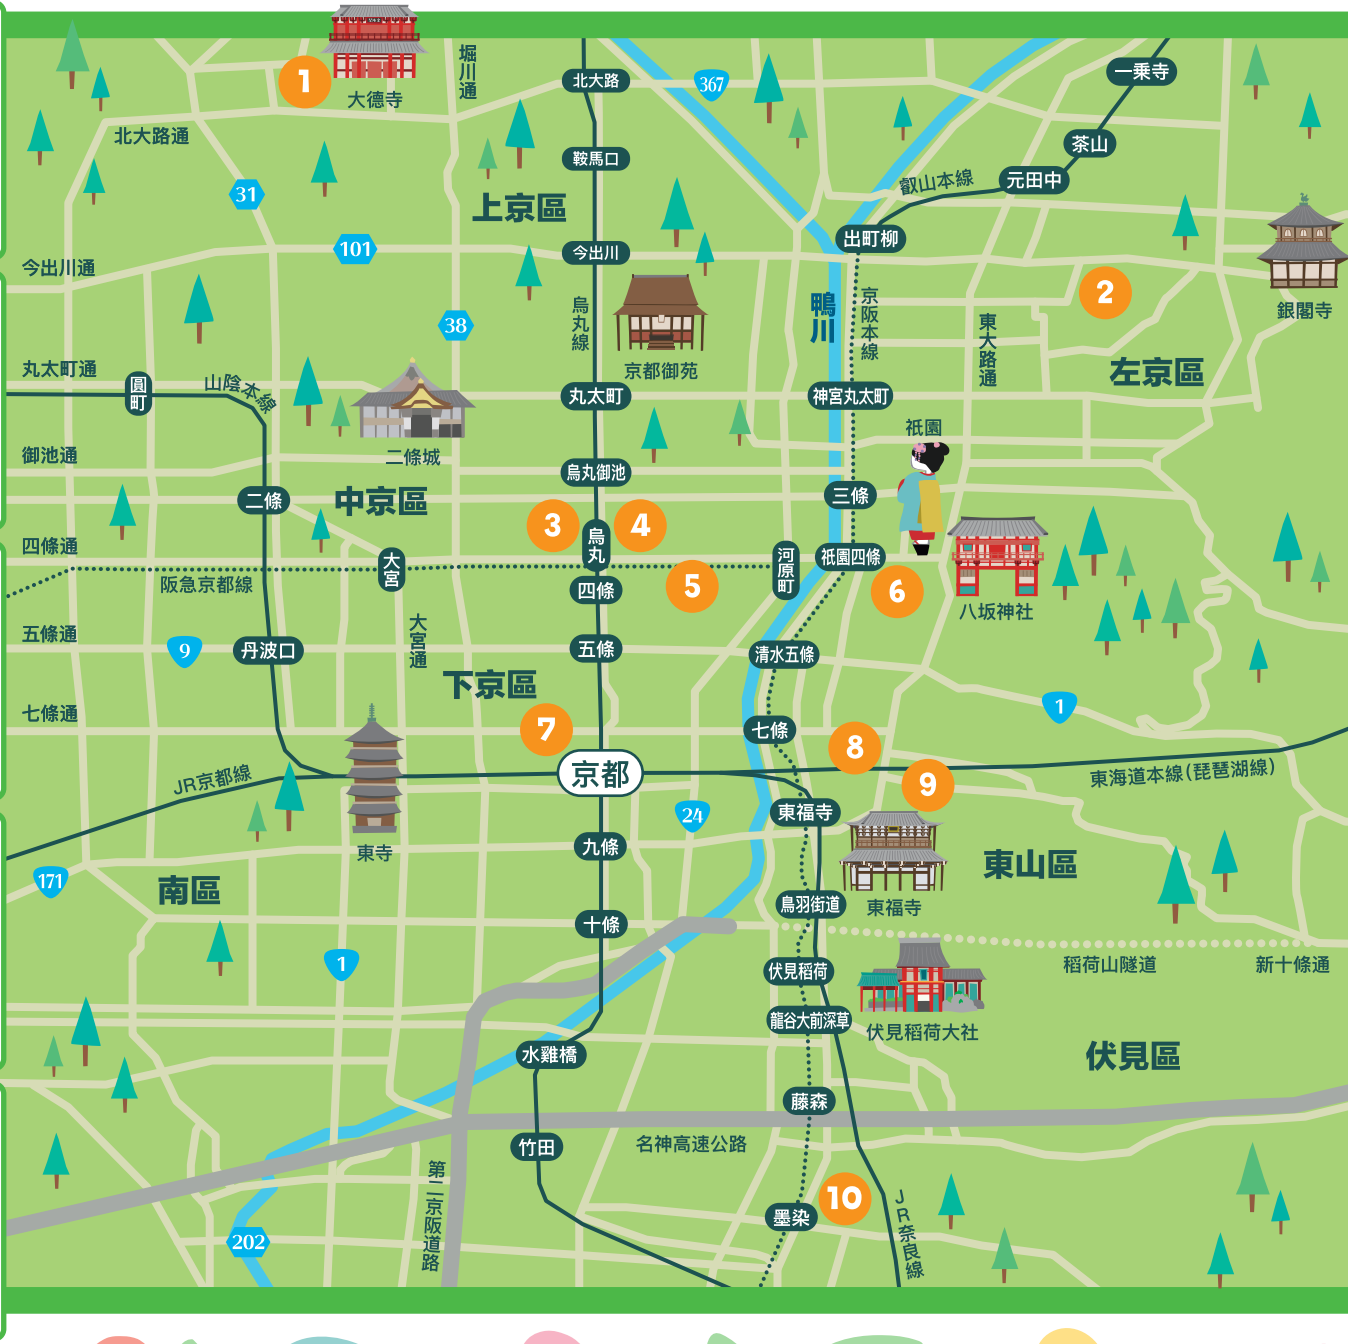 1
大德寺
堀川通
北大路
367
一乗寺
北大路通
茶山
鞍馬口
元田中
叡山本線
31
上京區
101
今出川
出町柳
今出川通
2
銀閣寺
38
烏丸線
鴨川
京阪本線
東大路通
京都御苑
左京區
丸太町通
圓町
山陰本線
丸太町
神宮丸太町
二條城
祇園
御池通
烏丸御池
二條
中京區
三條
3
4
烏丸
四條通
大宮
河原町
祇園四條
阪急京都線
四條
5
6
八坂神社
五條通
9
丹波口
大宮通
五條
清水五條
下京區
七條通
7
七條
8
1
JR京都線
京都
9
東海道本線(琵琶湖線)
24
東福寺
東寺
九條
171
南區
東山區
東福寺
鳥羽街道
十條
1
伏見稻荷
稻荷山隧道
新十條通
龍谷大前深草
伏見稻荷大社
水雞橋
伏見區
藤森
竹田
名神高速公路
第二京阪道路
10
墨染
JR奈良線
202